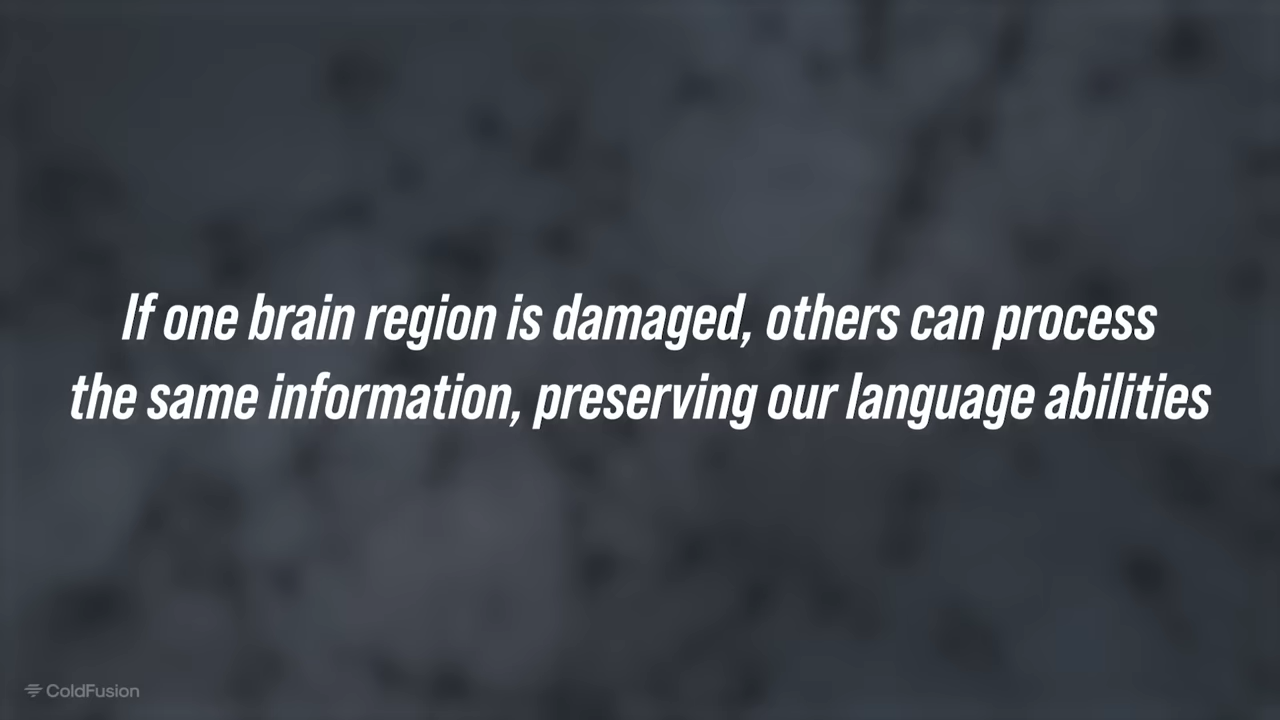 If one brain region is damaged, others can process
the same information, preserving our language abilities
ColdFusion